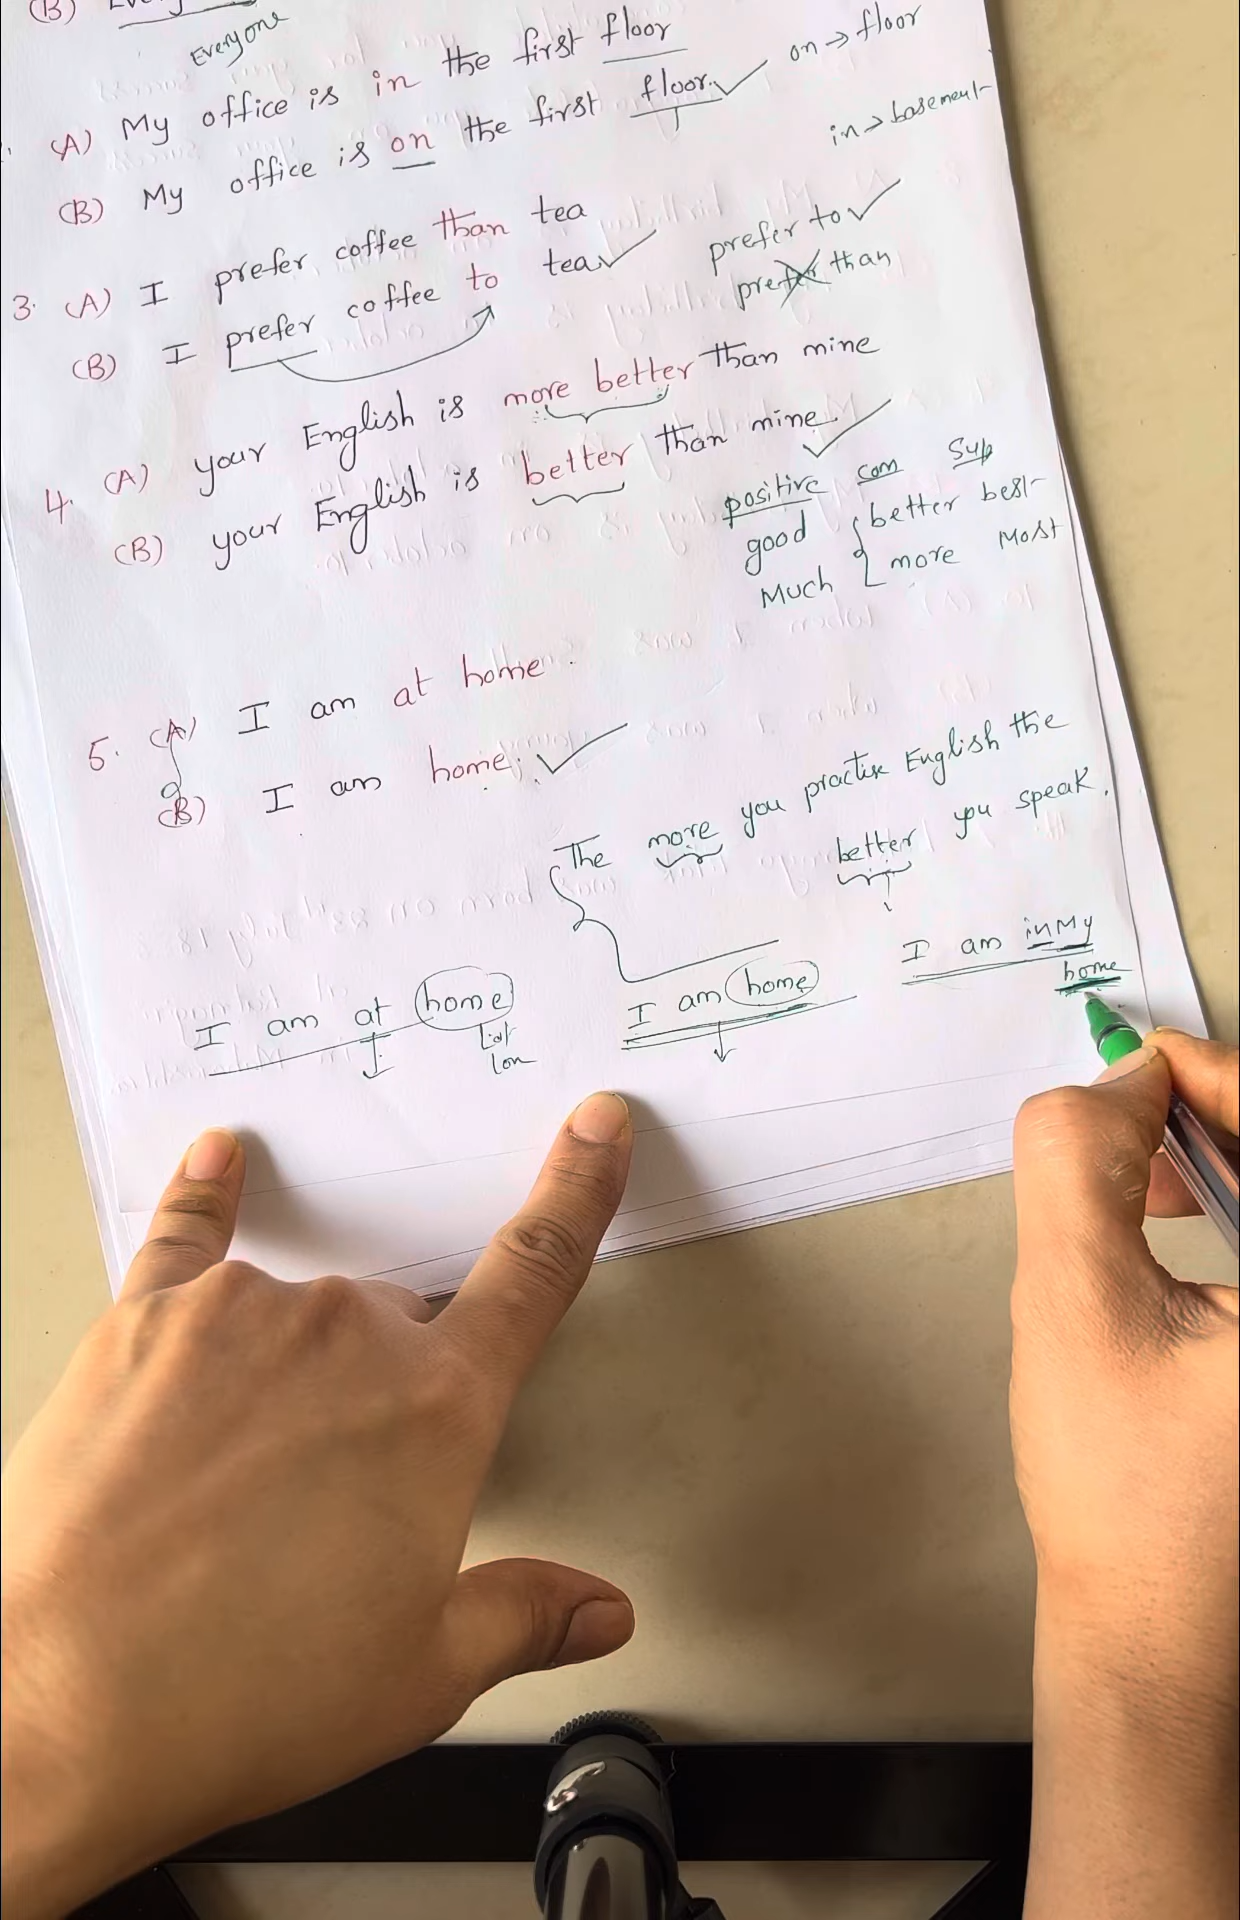 (B)
Everyone
(A) My office is in the first floor
(B) My office is on the first floor. on → floor
in → basement
3. (A) I prefer coffee than tea
(B) I prefer coffee to tea prefer to
prefer than
4. (A) your English is more better than mine
(B) your English is better than mine.
positive com sup
good better best
Much more Most
5. (A) I am at home.
(B) I am home.
The more you practise English the
better you speak.
I am at home
I am home
I am in My
home